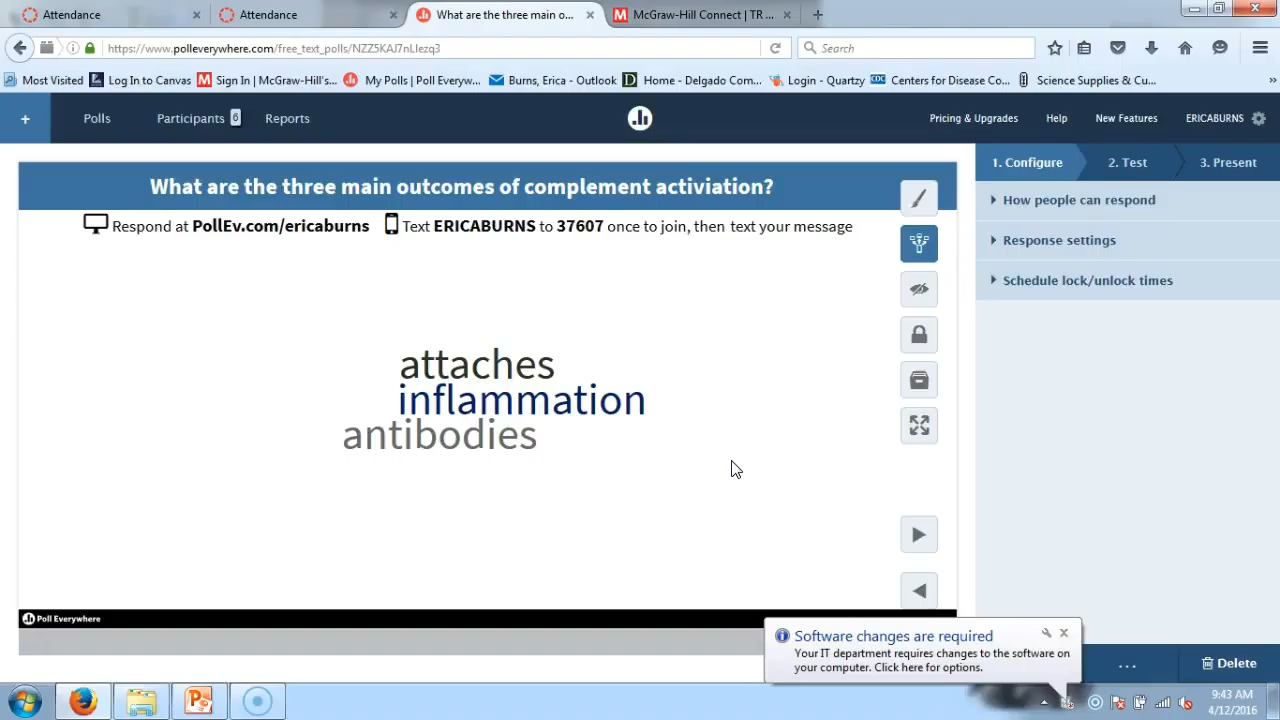 Attendance
Attendance
What are the three main o...
McGraw-Hill Connect | TR ...
https://www.polleverywhere.com/free_text_polls/NZZ5KAJ7nLlezq3
Search
Most Visited
Log In to Canvas
Sign In | McGraw-Hill's...
My Polls | Poll Everyw...
Burns, Erica - Outlook
Home - Delgado Com...
Login - Quartzy
CDC
Centers for Disease Co...
Science Supplies & Cu...
+ Polls
Participants 6
Reports
Pricing & Upgrades
Help
New Features
ERICABURNS
What are the three main outcomes of complement activiation?
1. Configure
2. Test
3. Present
Respond at PollEv.com/ericaburns
Text ERICABURNS to 37607 once to join, then text your message
How people can respond
Response settings
Schedule lock/unlock times
attaches
inflammation
antibodies
Poll Everywhere
Software changes are required
Your IT department requires changes to the software on
your computer. Click here for options.
...
Delete
9:43 AM
4/12/2016